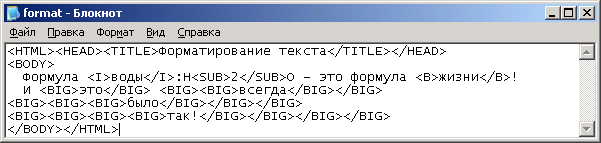 format - Блокнот
Файл Правка Формат Вид Справка
<HTML><HEAD><TITLE>Форматирование текста</TITLE></HEAD>
<BODY>
  Формула <I>воды</I>:H<SUB>2</SUB>O – это формула <B>жизни</B>!
  И <BIG>это</BIG> <BIG><BIG>всегда</BIG></BIG>
<BIG><BIG><BIG>было</BIG></BIG></BIG>
<BIG><BIG><BIG><BIG>так!</BIG></BIG></BIG></BIG>
</BODY></HTML>